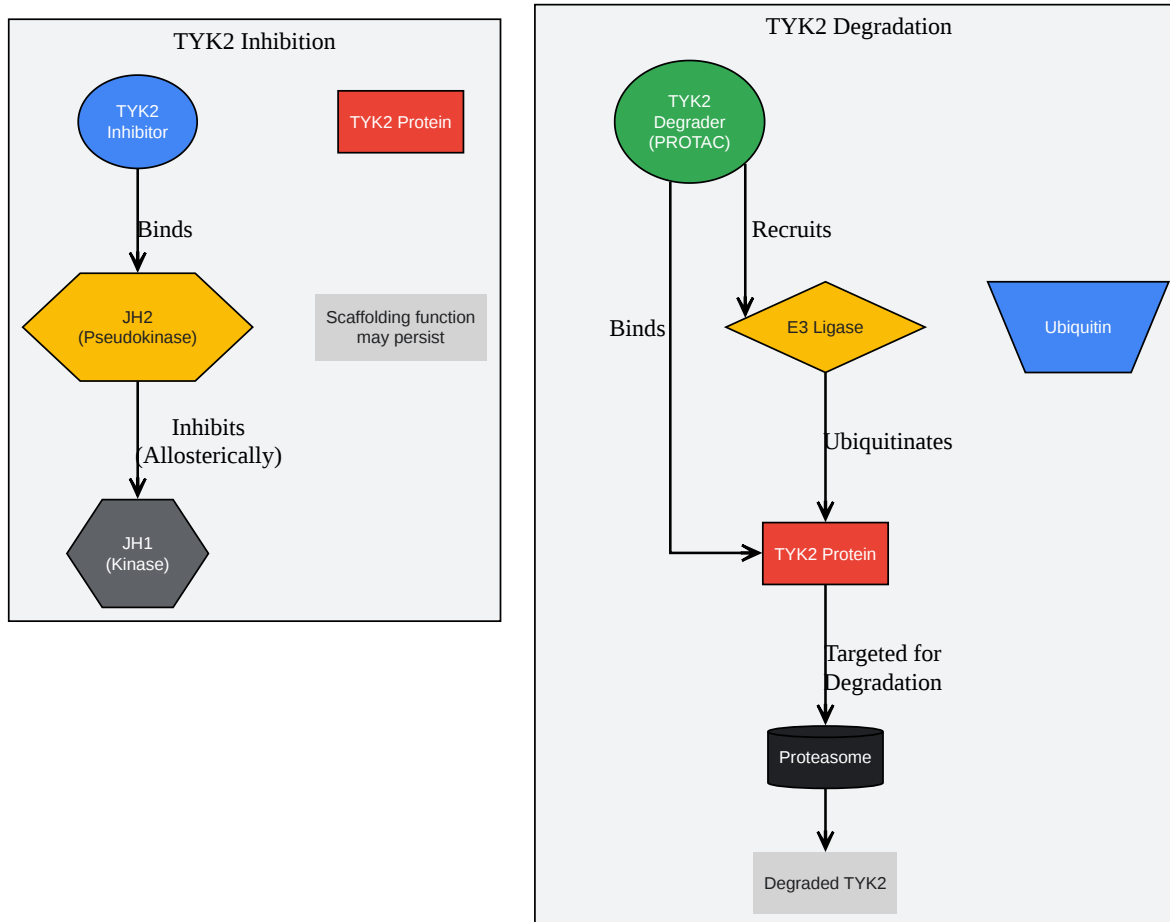 TYK2 Inhibition
TYK2
Inhibitor
TYK2 Protein
Binds
JH2
(Pseudokinase)
Scaffolding function
may persist
Inhibits
(Allosterically)
JH1
(Kinase)
TYK2 Degradation
TYK2
Degrader
(PROTAC)
Recruits
Binds
E3 Ligase
Ubiquitin
Ubiquitinates
TYK2 Protein
Targeted for
Degradation
Proteasome
Degraded TYK2